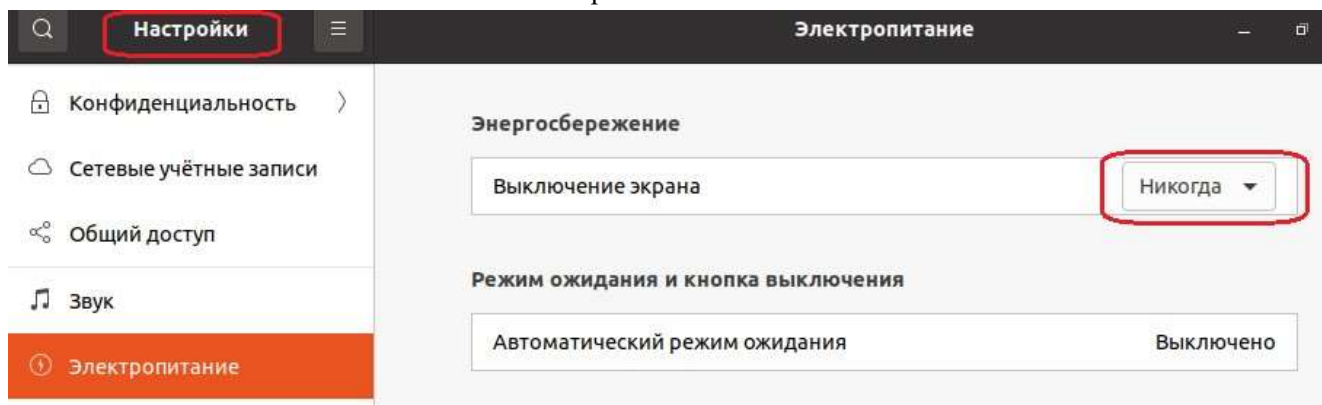 Настройки
Электропитание
Конфиденциальность
Сетевые учётные записи
Общий доступ
Звук
Электропитание
Энергосбережение
Выключение экрана Никогда
Режим ожидания и кнопка выключения
Автоматический режим ожидания Выключено